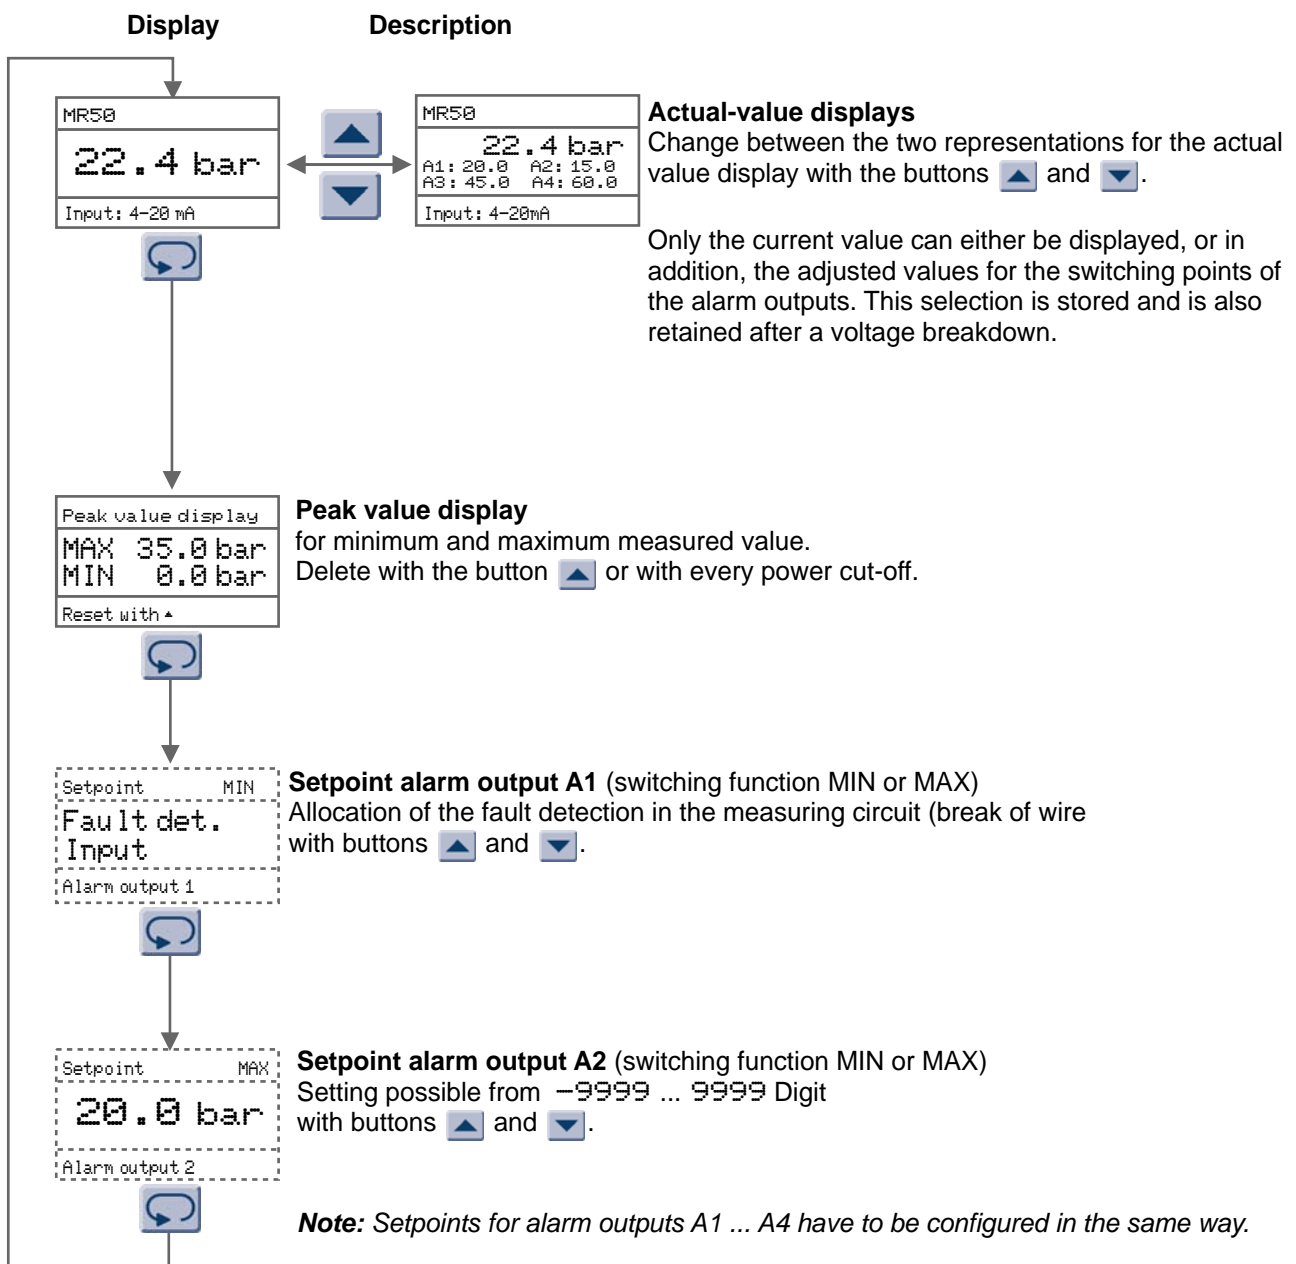 Display Description
MR50
22.4 bar
Input: 4-20 mA
MR50
22.4 bar
A1: 20.0 A2: 15.0
A3: 45.0 A4: 60.0
Input: 4-20mA
Actual-value displays
Change between the two representations for the actual
value display with the buttons and .
Only the current value can either be displayed, or in
addition, the adjusted values for the switching points of
the alarm outputs. This selection is stored and is also
retained after a voltage breakdown.
Peak value display
MAX 35.0 bar
MIN 0.0 bar
Reset with ▲
Peak value display
for minimum and maximum measured value.
Delete with the button or with every power cut-off.
Setpoint MIN
Fault det.
Input
Alarm output 1
Setpoint alarm output A1 (switching function MIN or MAX)
Allocation of the fault detection in the measuring circuit (break of wire
with buttons and .
Setpoint MAX
20.0 bar
Alarm output 2
Setpoint alarm output A2 (switching function MIN or MAX)
Setting possible from -9999 ... 9999 Digit
with buttons and .
Note: Setpoints for alarm outputs A1 ... A4 have to be configured in the same way.